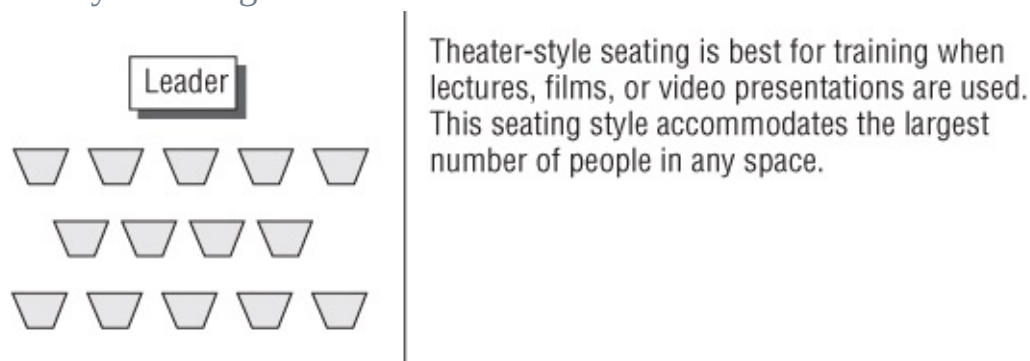 Leader
Theater-style seating is best for training when
lectures, films, or video presentations are used.
This seating style accommodates the largest
number of people in any space.